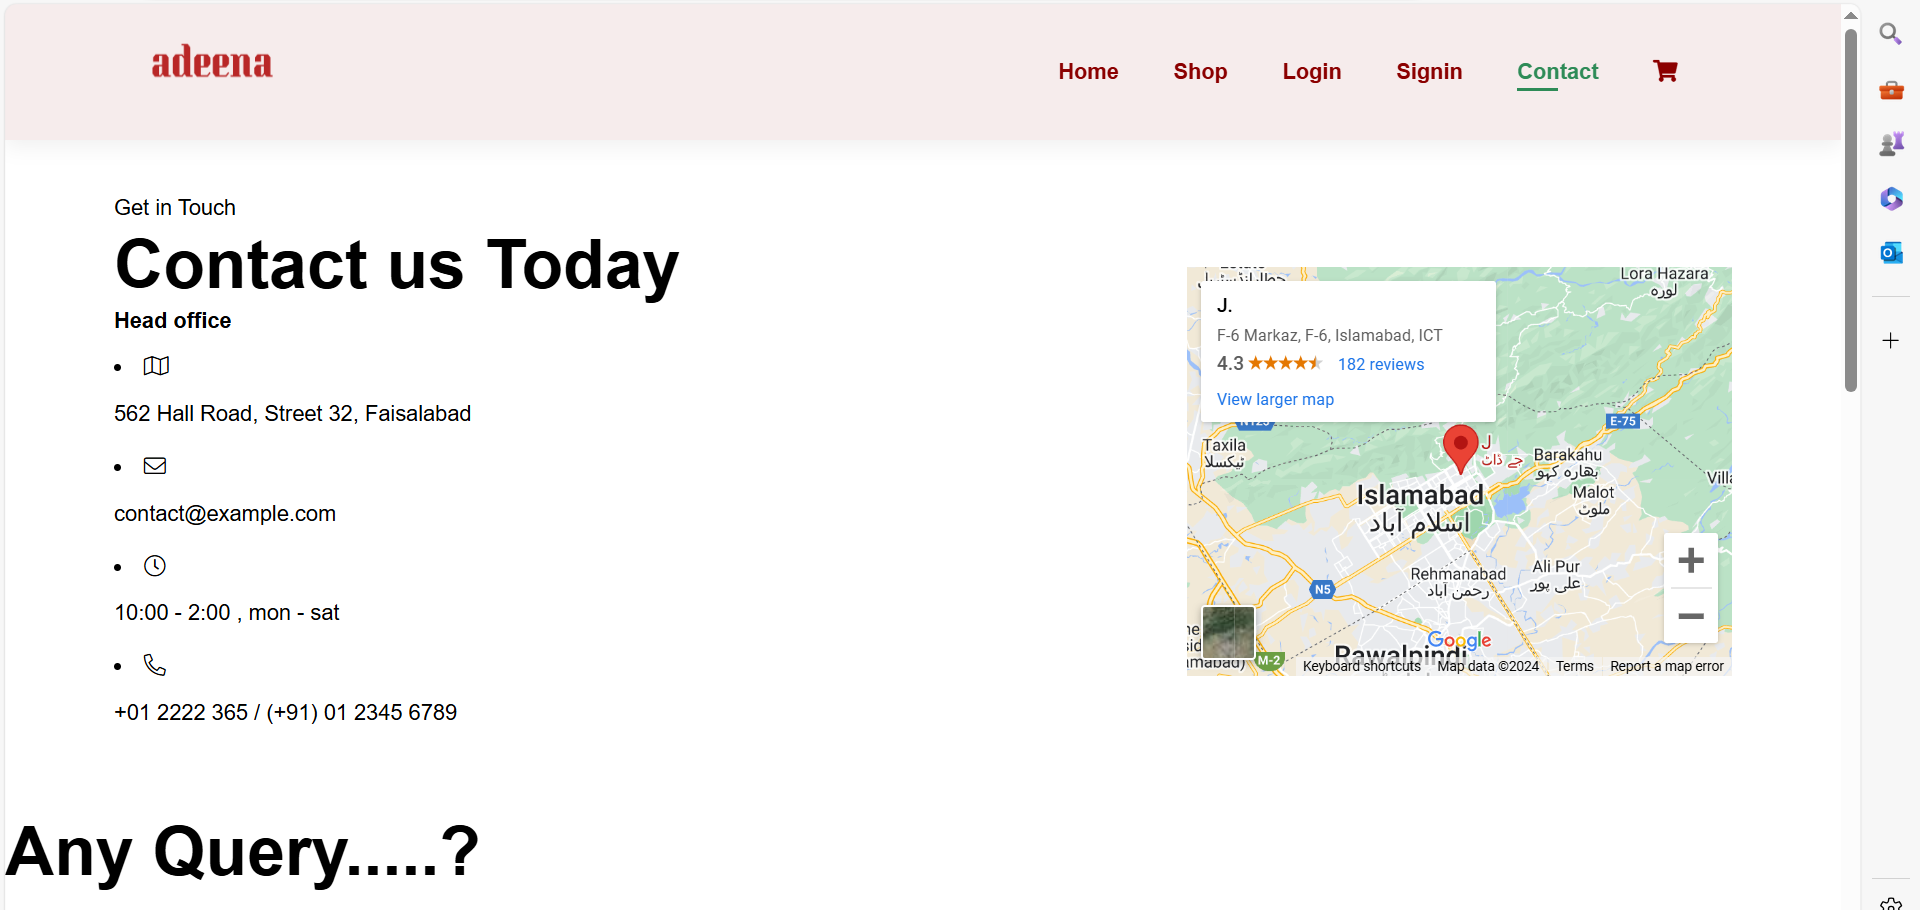 adeena
Home
Shop
Login
Signin
Contact
Get in Touch
Contact us Today
Head office
562 Hall Road, Street 32, Faisalabad
contact@example.com
10:00 - 2:00 , mon - sat
+01 2222 365 / (+91) 01 2345 6789
Lora Hazara
لورہ
J.
F-6 Markaz, F-6, Islamabad, ICT
4.3
182 reviews
View larger map
E-75
Taxila
ٹیکسلا
ل
جے ڈاٹ
Barakahu
بھارہ کہو
Malot
ملوٹ
Islamabad
اسلام آباد
Rehmanabad
رحمن آباد
Ali Pur
علی پور
N5
M-2
Google
Rawalpindi
Keyboard shortcuts
Map data ©2024
Terms
Report a map error
Any Query.....?